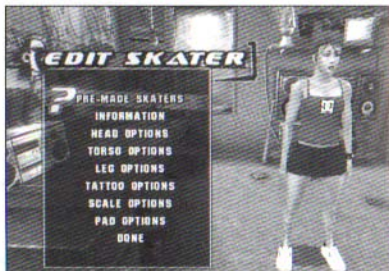 EDIT SKATER
PRE-MADE SKATERS
INFORMATION
HEAD OPTIONS
TORSO OPTIONS
LEG OPTIONS
TATTOO OPTIONS
SCALE OPTIONS
PAD OPTIONS
DONE